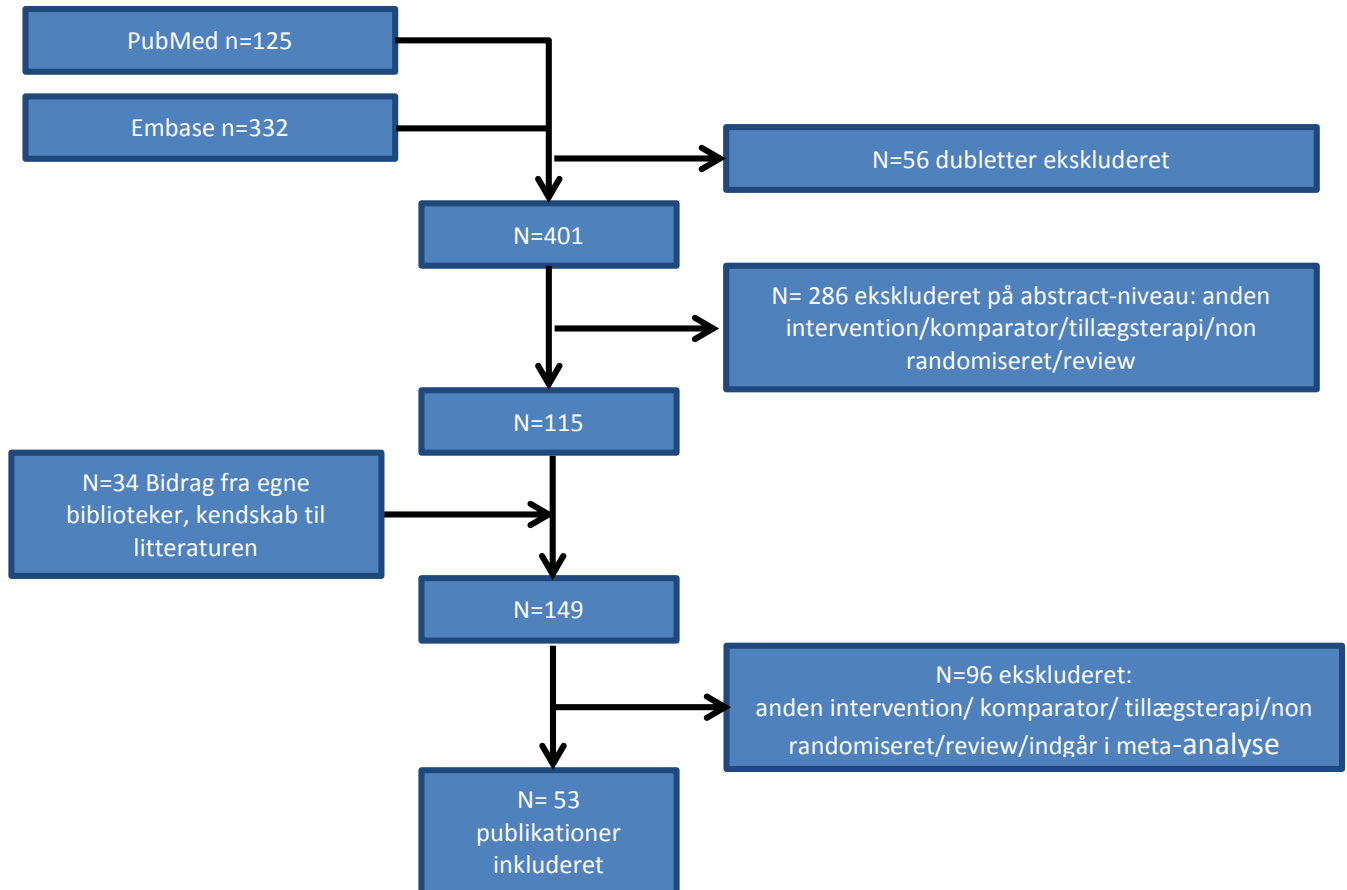 PubMed n=125
Embase n=332
N=56 dubletter ekskluderet
N=401
N= 286 ekskluderet på abstract-niveau: anden
intervention/komparator/tillægsterapi/non
randomiseret/review
N=115
N=34 Bidrag fra egne
biblioteker, kendskab til
litteraturen
N=149
N=96 ekskluderet:
anden intervention/ komparator/ tillægsterapi/non
randomiseret/review/indgår i meta-analyse
N= 53
publikationer
inkluderet